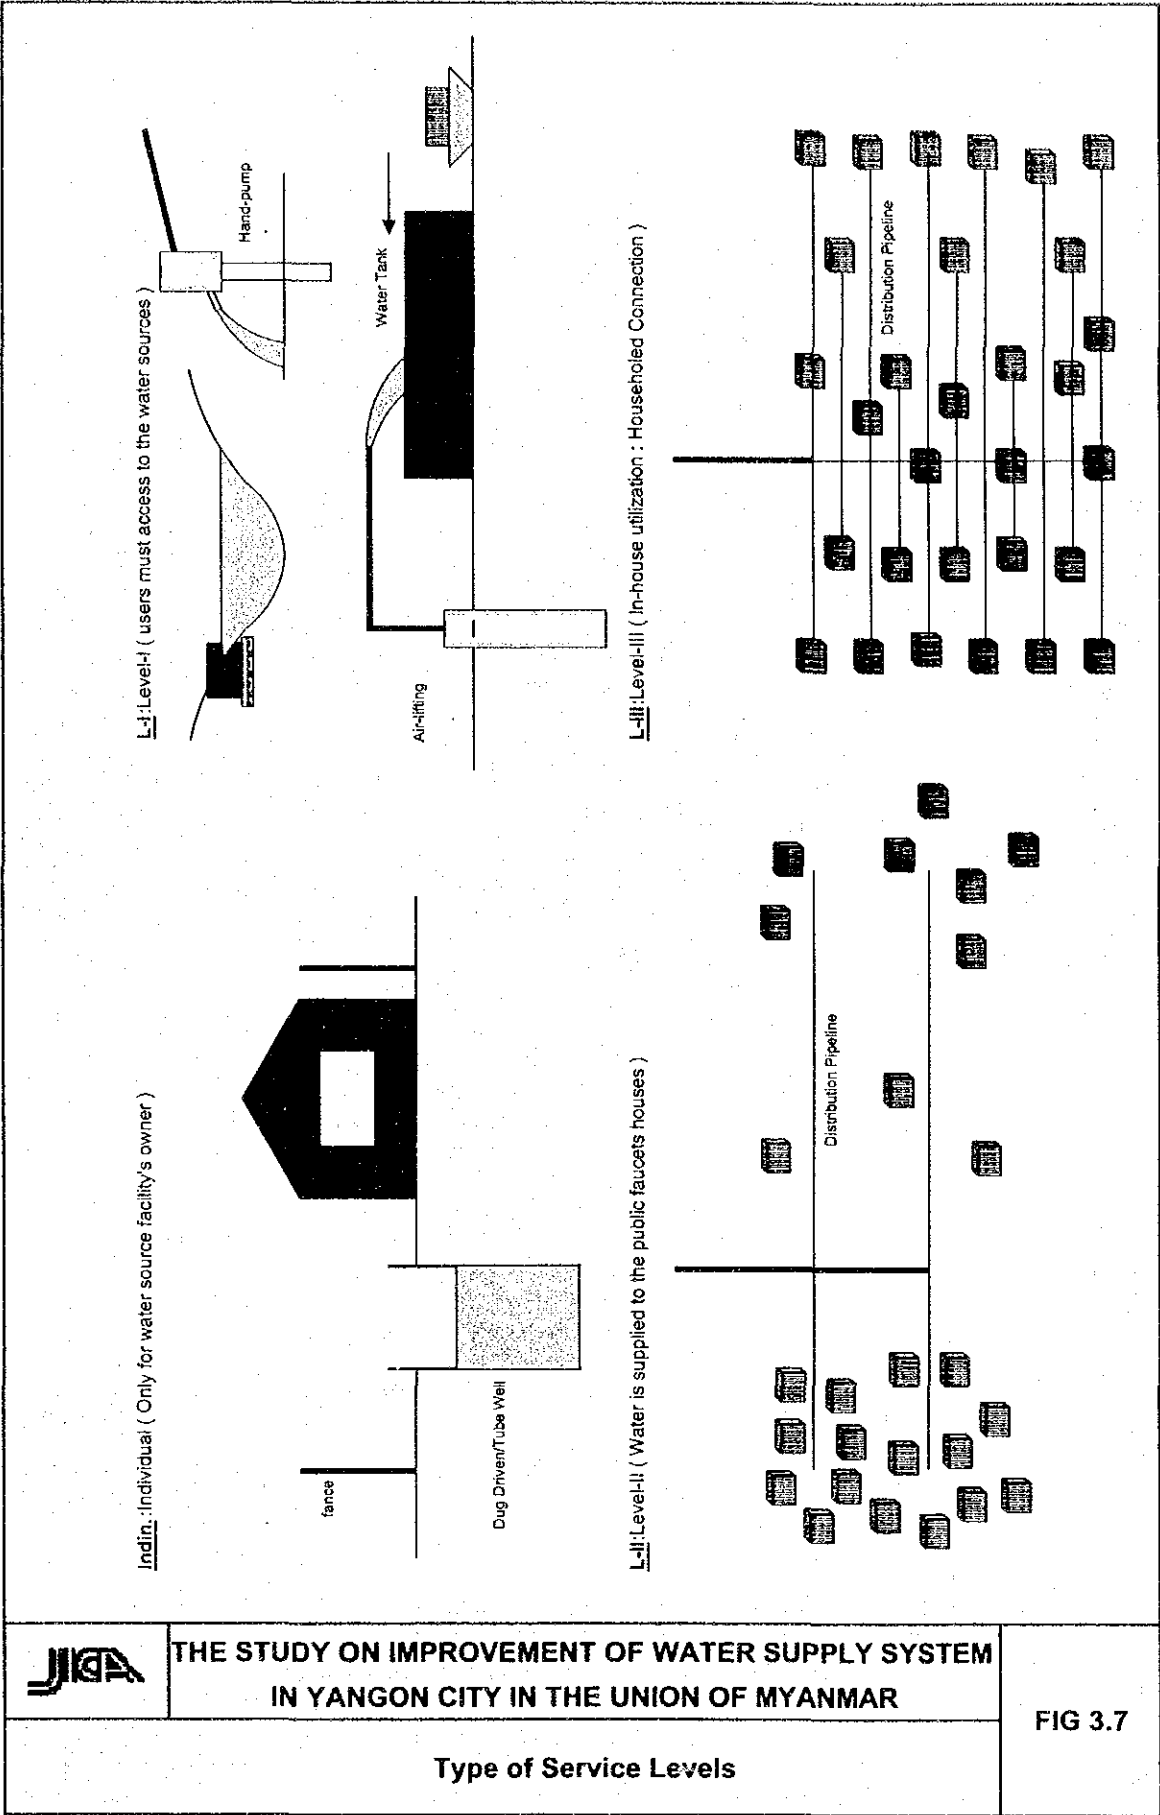 Indin.:Individual ( Only for water source facility's owner )
fance
Dug Driven/Tube Well
L-I:Level-I ( users must access to the water sources )
Hand-pump
Air-lifting
Water Tank
L-II:Level-II ( Water is supplied to the public faucets houses )
Distribution Pipeline
L-III:Level-III ( In-house utilization : Householed Connection )
Distribution Pipeline
JICA
THE STUDY ON IMPROVEMENT OF WATER SUPPLY SYSTEM
IN YANGON CITY IN THE UNION OF MYANMAR
Type of Service Levels
FIG 3.7